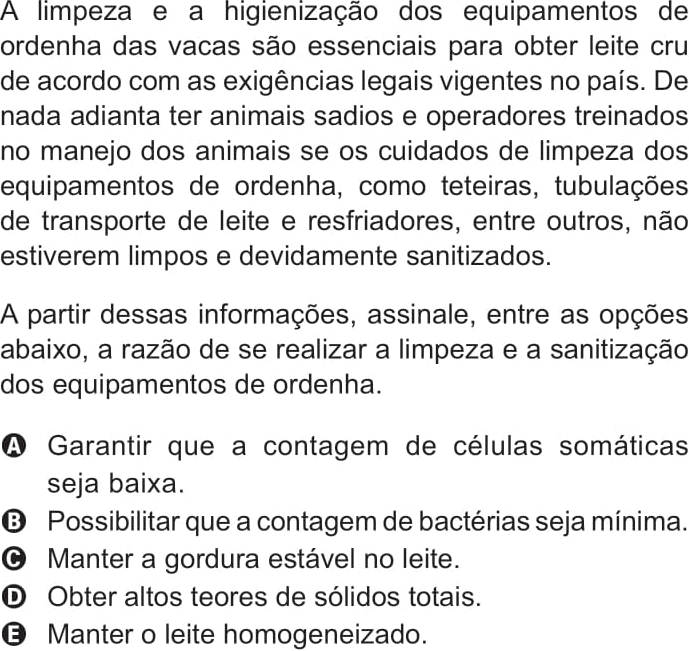 A limpeza e a higienização dos equipamentos de
ordenha das vacas são essenciais para obter leite cru
de acordo com as exigências legais vigentes no país. De
nada adianta ter animais sadios e operadores treinados
no manejo dos animais se os cuidados de limpeza dos
equipamentos de ordenha, como teteiras, tubulações
de transporte de leite e resfriadores, entre outros, não
estiverem limpos e devidamente sanitizados.
A partir dessas informações, assinale, entre as opções
abaixo, a razão de se realizar a limpeza e a sanitização
dos equipamentos de ordenha.
A Garantir que a contagem de células somáticas
seja baixa.
B Possibilitar que a contagem de bactérias seja mínima.
C Manter a gordura estável no leite.
D Obter altos teores de sólidos totais.
E Manter o leite homogeneizado.